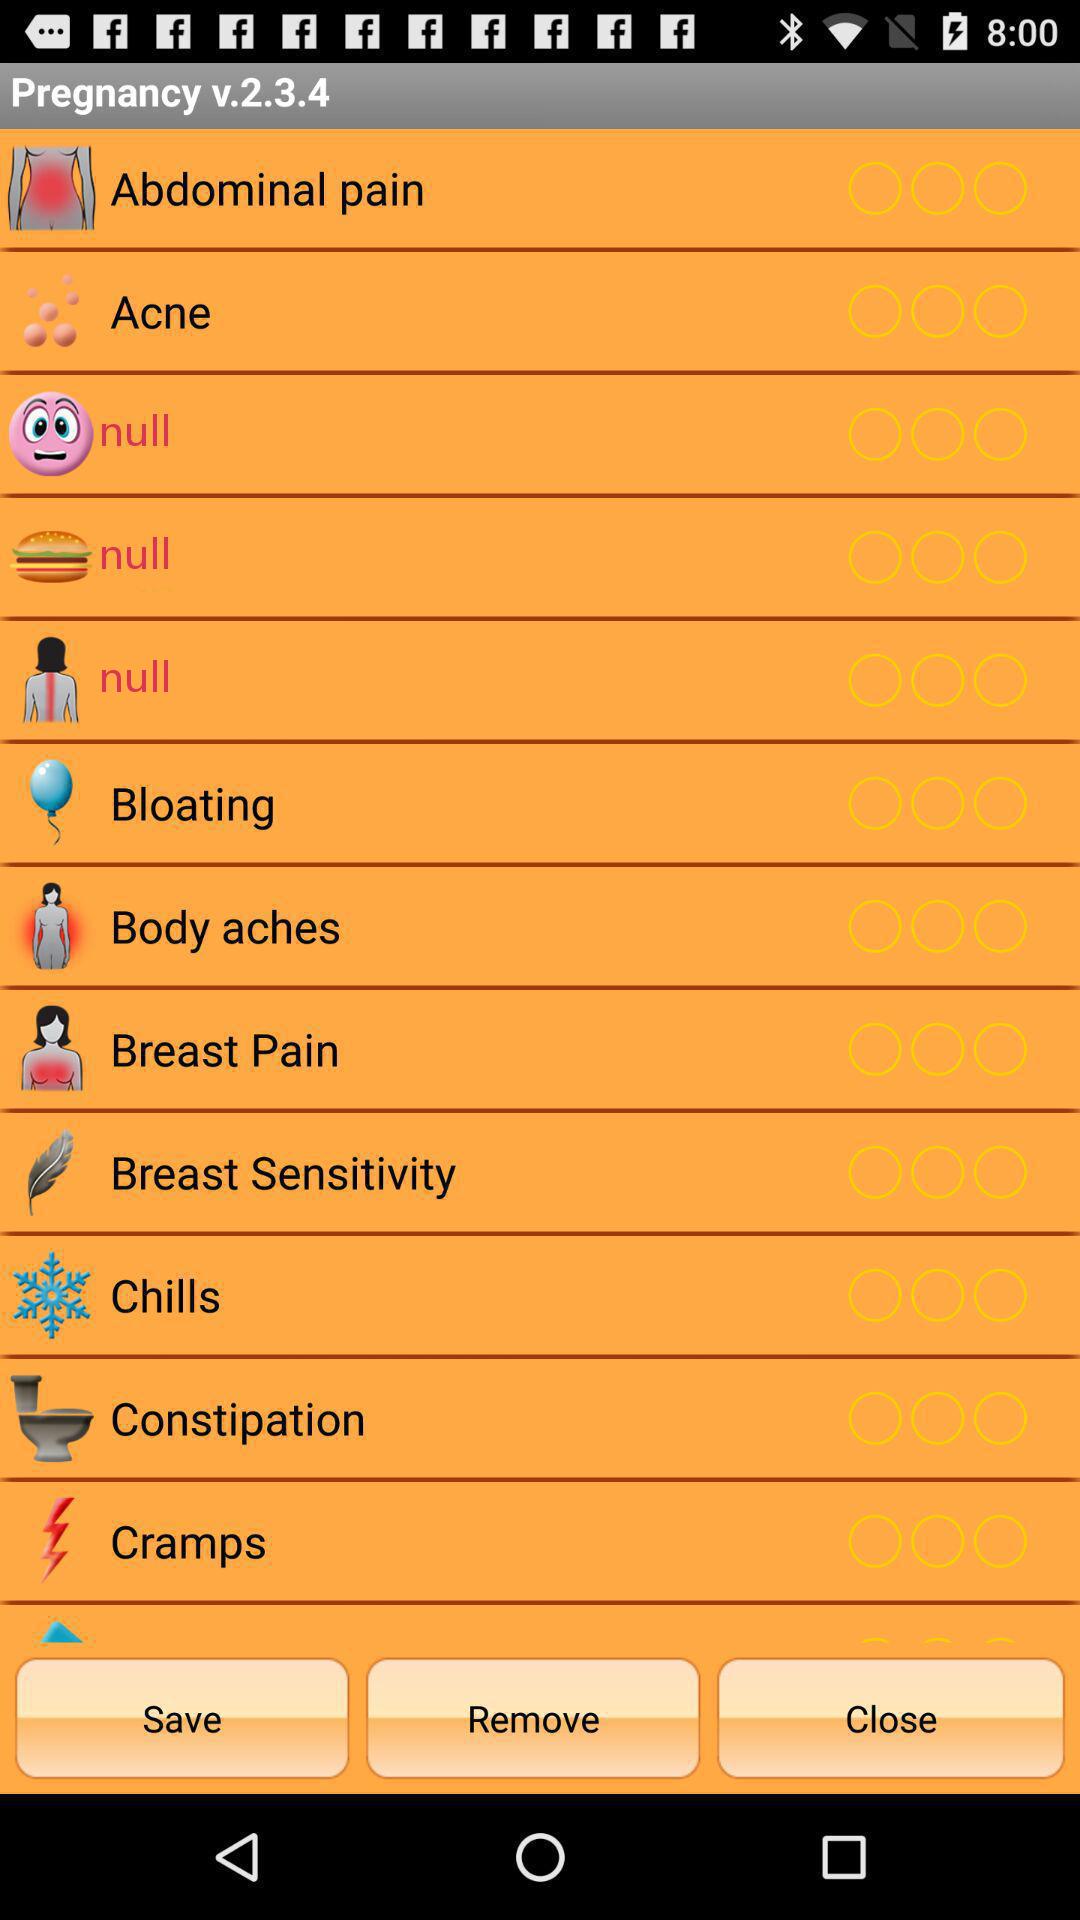 8:00
Pregnancy v.2.3.4
Abdominal pain
Acne
null
null
null
Bloating
Body aches
Breast Pain
Breast Sensitivity
Chills
Constipation
Cramps
Save Remove Close